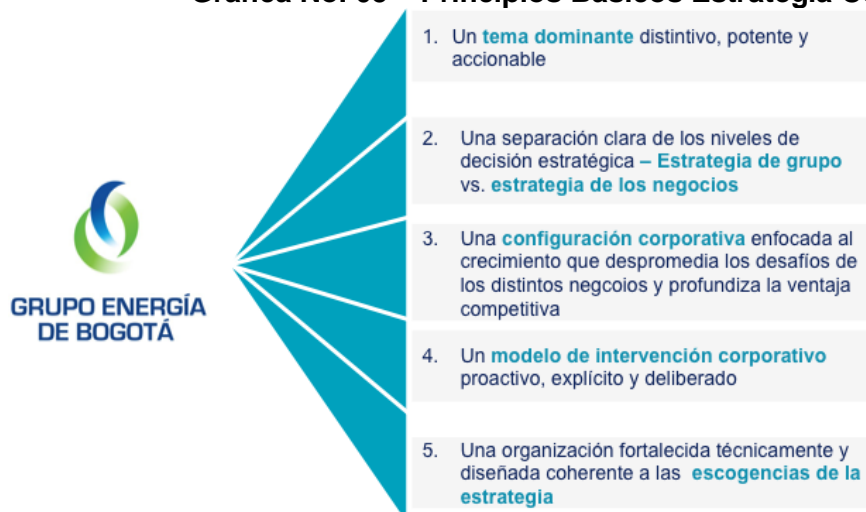 Principios Básicos Estrategia
1. Un tema dominante distintivo, potente y
accionable
2. Una separación clara de los niveles de
decisión estratégica – Estrategia de grupo
vs. estrategia de los negocios
GRUPO ENERGÍA
DE BOGOTÁ
3. Una configuración corporativa enfocada al
crecimiento que despromedia los desafíos de
los distintos negcoios y profundiza la ventaja
competitiva
4. Un modelo de intervención corporativo
proactivo, explícito y deliberado
5. Una organización fortalecida técnicamente y
diseñada coherente a las escogencias de la
estrategia